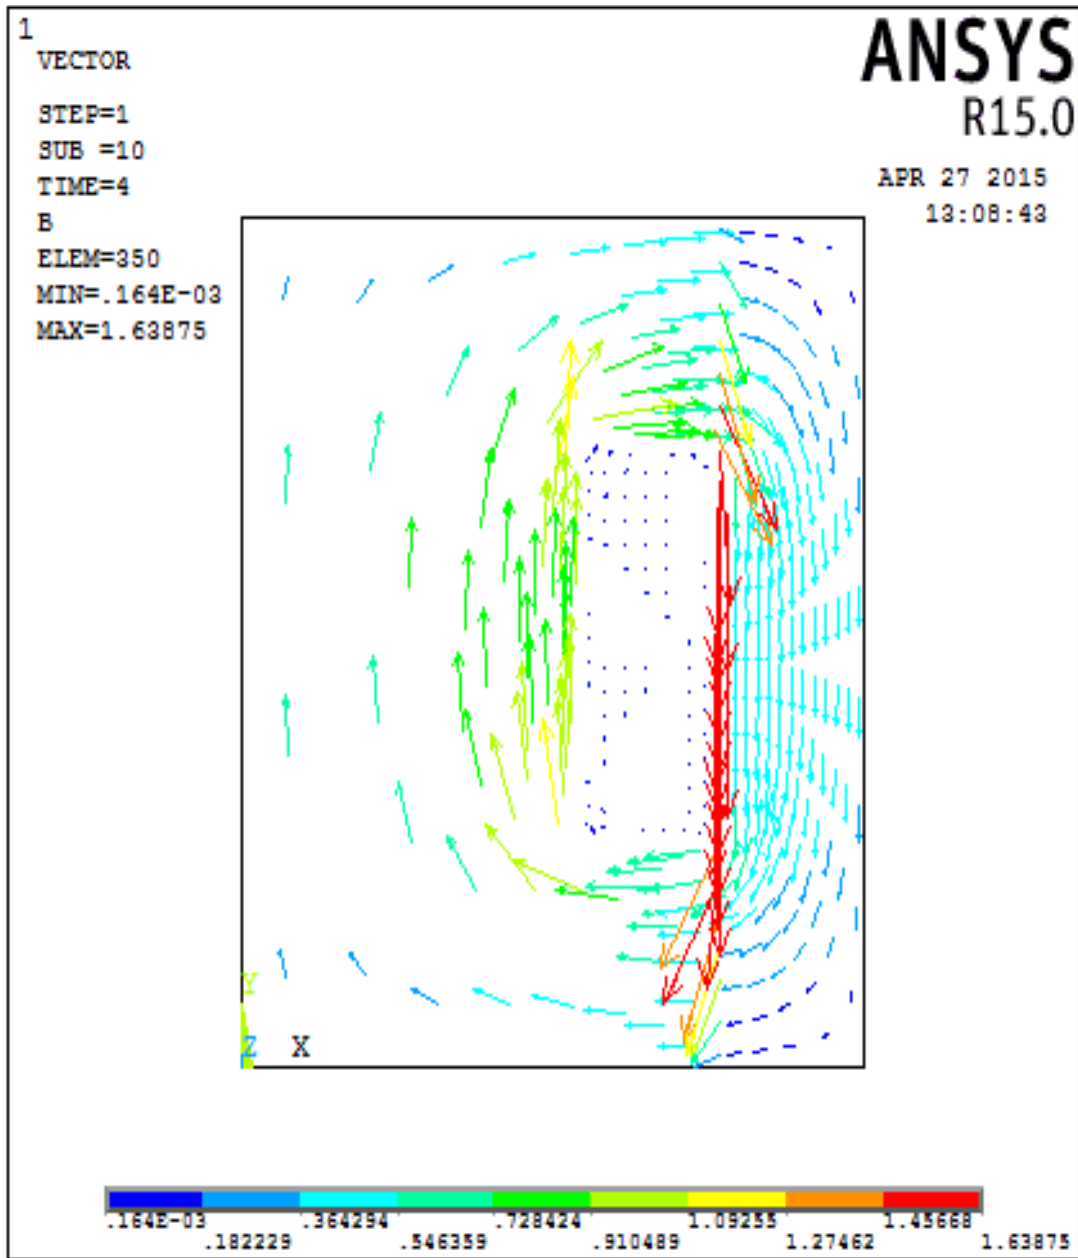 1
VECTOR
STEP=1
SUB =10
TIME=4
B
ELEM=350
MIN=.164E-03
MAX=1.63875
ANSYS
R15.0
APR 27 2015
13:08:43
Y
Z X
.164E-03 .364294 .728424 1.09255 1.45668
.182229 .546359 .910489 1.27462 1.63875